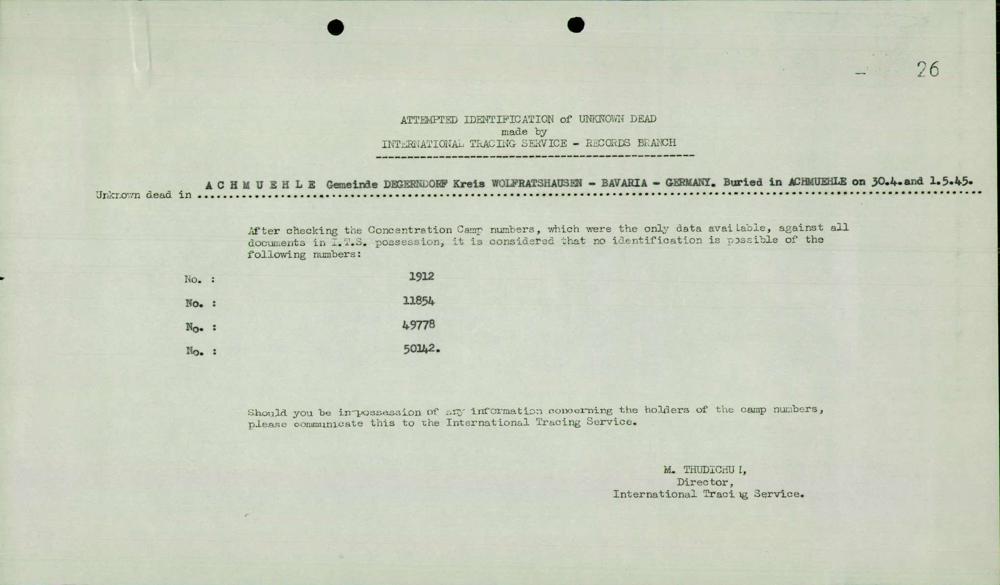 — 26
ATTEMPTED IDENTIFICATION of UNKNOWN DEAD
made by
INTERNATIONAL TRACING SERVICE - RECORDS BRANCH
Unknown dead in A C H M U E H L E Gemeinde DEGERNDORF Kreis WOLFRATSHAUSEN - BAVARIA - GERMANY. Buried in ACHMUEHLE on 30.4.and 1.5.45.
After checking the Concentration Camp numbers, which were the only data available, against all
documents in I.T.S. possession, it is considered that no identification is possible of the
following numbers:
No. : 1912
No. : 11854
No. : 49778
No. : 50142.
Should you be in possession of any information concerning the holders of the camp numbers,
please communicate this to the International Tracing Service.
M. THUDICHUM,
Director,
International Tracing Service.